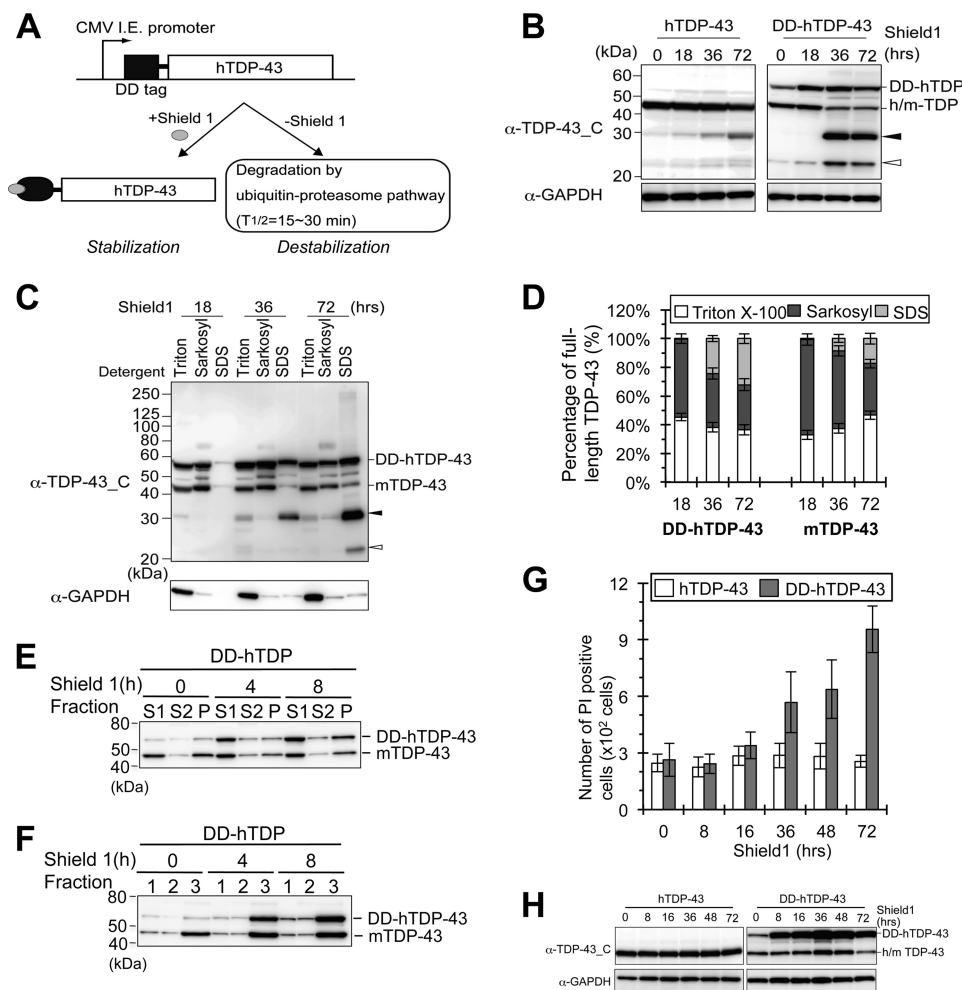 A
CMV I.E. promoter
hTDP-43
DD tag
+Shield 1
-Shield 1
hTDP-43
Degradation by
ubiquitin-proteasome pathway
(T1/2=15~30 min)
Stabilization
Destabilization
B
hTDP-43
DD-hTDP-43
Shield1
(kDa)
0 18 36 72
0 18 36 72
(hrs)
60
50
40
30
20
DD-hTDP
h/m-TDP
α-TDP-43_C
α-GAPDH
C
Shield1 18 36 72 (hrs)
Detergent Triton Sarkosyl SDS Triton Sarkosyl SDS Triton Sarkosyl SDS
250
125
100
80
60
50
40
30
20
(kDa)
α-TDP-43_C
DD-hTDP-43
mTDP-43
α-GAPDH
D
Triton X-100 Sarkosyl SDS
Percentage of full-
length TDP-43 (%)
120%
100%
80%
60%
40%
20%
0%
18 36 72 18 36 72
DD-hTDP-43 mTDP-43
E
DD-hTDP
Shield 1(h) 0 4 8
Fraction S1 S2 P S1 S2 P S1 S2 P
80
50
40
(kDa)
DD-hTDP-43
mTDP-43
F
DD-hTDP
Shield 1(h) 0 4 8
Fraction 1 2 3 1 2 3 1 2 3
80
60
50
40
(kDa)
DD-hTDP-43
mTDP-43
G
hTDP-43 DD-hTDP-43
Number of PI positive
cells (x10² cells)
12
9
6
3
0
0 8 16 36 48 72
Shield1 (hrs)
H
hTDP-43
DD-hTDP-43
Shield1
(hrs)
0 8 16 36 48 72
0 8 16 36 48 72
α-TDP-43_C
DD-hTDP-43
h/m TDP-43
α-GAPDH